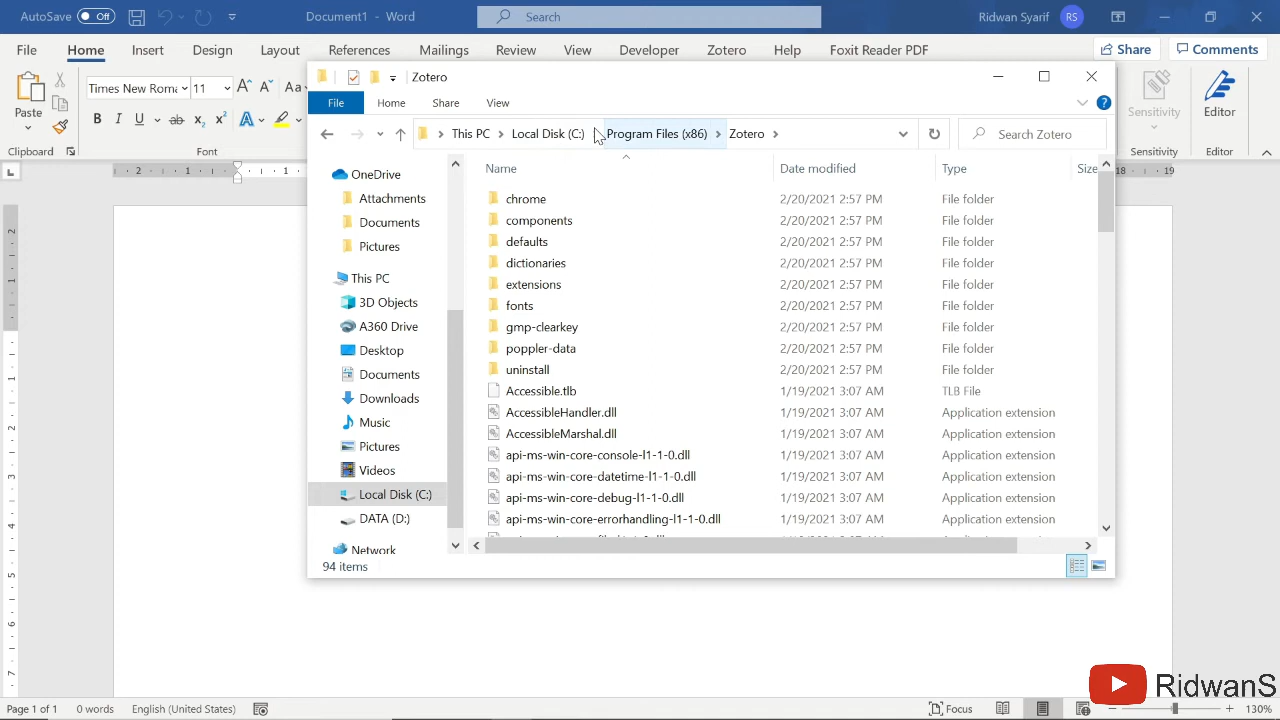 AutoSave Off Document1 - Word Search Ridwan Syarif RS
File Home Insert Design Layout References Mailings Review View Developer Zotero Help Foxit Reader PDF Share Comments
Times New Roma 11 Aa
Paste
B I U ab x₂ x² A
Clipboard Font
Sensitivity Editor
Sensitivity Editor
Zotero
File Home Share View
This PC Local Disk (C:) Program Files (x86) Zotero Search Zotero
OneDrive
Attachments
Documents
Pictures
This PC
3D Objects
A360 Drive
Desktop
Documents
Downloads
Music
Pictures
Videos
Local Disk (C:)
DATA (D:)
Network
Name Date modified Type Size
chrome 2/20/2021 2:57 PM File folder
components 2/20/2021 2:57 PM File folder
defaults 2/20/2021 2:57 PM File folder
dictionaries 2/20/2021 2:57 PM File folder
extensions 2/20/2021 2:57 PM File folder
fonts 2/20/2021 2:57 PM File folder
gmp-clearkey 2/20/2021 2:57 PM File folder
poppler-data 2/20/2021 2:57 PM File folder
uninstall 2/20/2021 2:57 PM File folder
Accessible.tlb 1/19/2021 3:07 AM TLB File
AccessibleHandler.dll 1/19/2021 3:07 AM Application extension
AccessibleMarshal.dll 1/19/2021 3:07 AM Application extension
api-ms-win-core-console-l1-1-0.dll 1/19/2021 3:07 AM Application extension
api-ms-win-core-datetime-l1-1-0.dll 1/19/2021 3:07 AM Application extension
api-ms-win-core-debug-l1-1-0.dll 1/19/2021 3:07 AM Application extension
api-ms-win-core-errorhandling-l1-1-0.dll 1/19/2021 3:07 AM Application extension
94 items
RidwanS
Page 1 of 1 0 words English (United States) Focus 130%